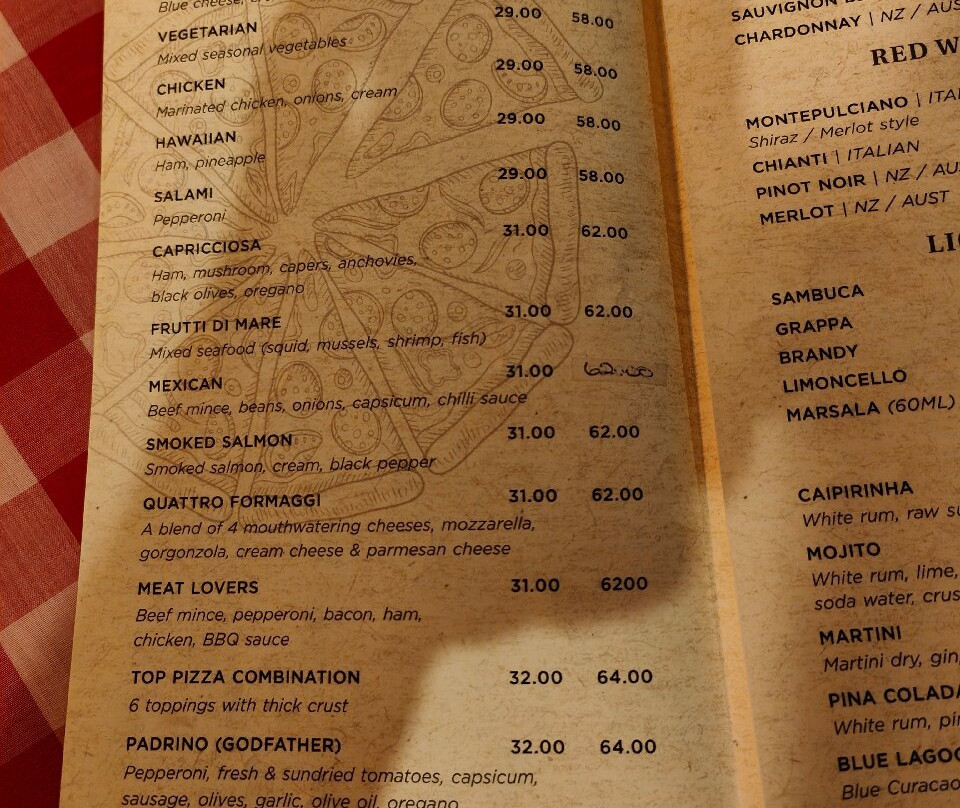 Blue cheese,
29.00 58.00
VEGETARIAN
Mixed seasonal vegetables
29.00 58.00
CHICKEN
Marinated chicken, onions, cream
29.00 58.00
HAWAIIAN
Ham, pineapple
29.00 58.00
SALAMI
Pepperoni
31.00 62.00
CAPRICCIOSA
Ham, mushroom, capers, anchovies,
black olives, oregano
31.00 62.00
FRUTTI DI MARE
Mixed seafood (squid, mussels, shrimp, fish)
31.00 62.00
MEXICAN
Beef mince, beans, onions, capsicum, chilli sauce
31.00 62.00
SMOKED SALMON
Smoked salmon, cream, black pepper
31.00 62.00
QUATTRO FORMAGGI
A blend of 4 mouthwatering cheeses, mozzarella,
gorgonzola, cream cheese & parmesan cheese
MEAT LOVERS 31.00 6200
Beef mince, pepperoni, bacon, ham,
chicken, BBQ sauce
TOP PIZZA COMBINATION 32.00 64.00
6 toppings with thick crust
PADRINO (GODFATHER) 32.00 64.00
Pepperoni, fresh & sundried tomatoes, capsicum,
sausage, olives, garlic, olive oil, oregano
SAUVIGNON
CHARDONNAY | NZ / AUS
RED W
MONTEPULCIANO | ITA
Shiraz / Merlot style
CHIANTI | ITALIAN
PINOT NOIR | NZ / AU
MERLOT | NZ / AUST
LI
SAMBUCA
GRAPPA
BRANDY
LIMONCELLO
MARSALA (60ML)
CAIPIRINHA
White rum, raw su
MOJITO
White rum, lime,
soda water, crus
MARTINI
Martini dry, gin,
PINA COLADA
White rum, pin
BLUE LAGOO
Blue Curacao